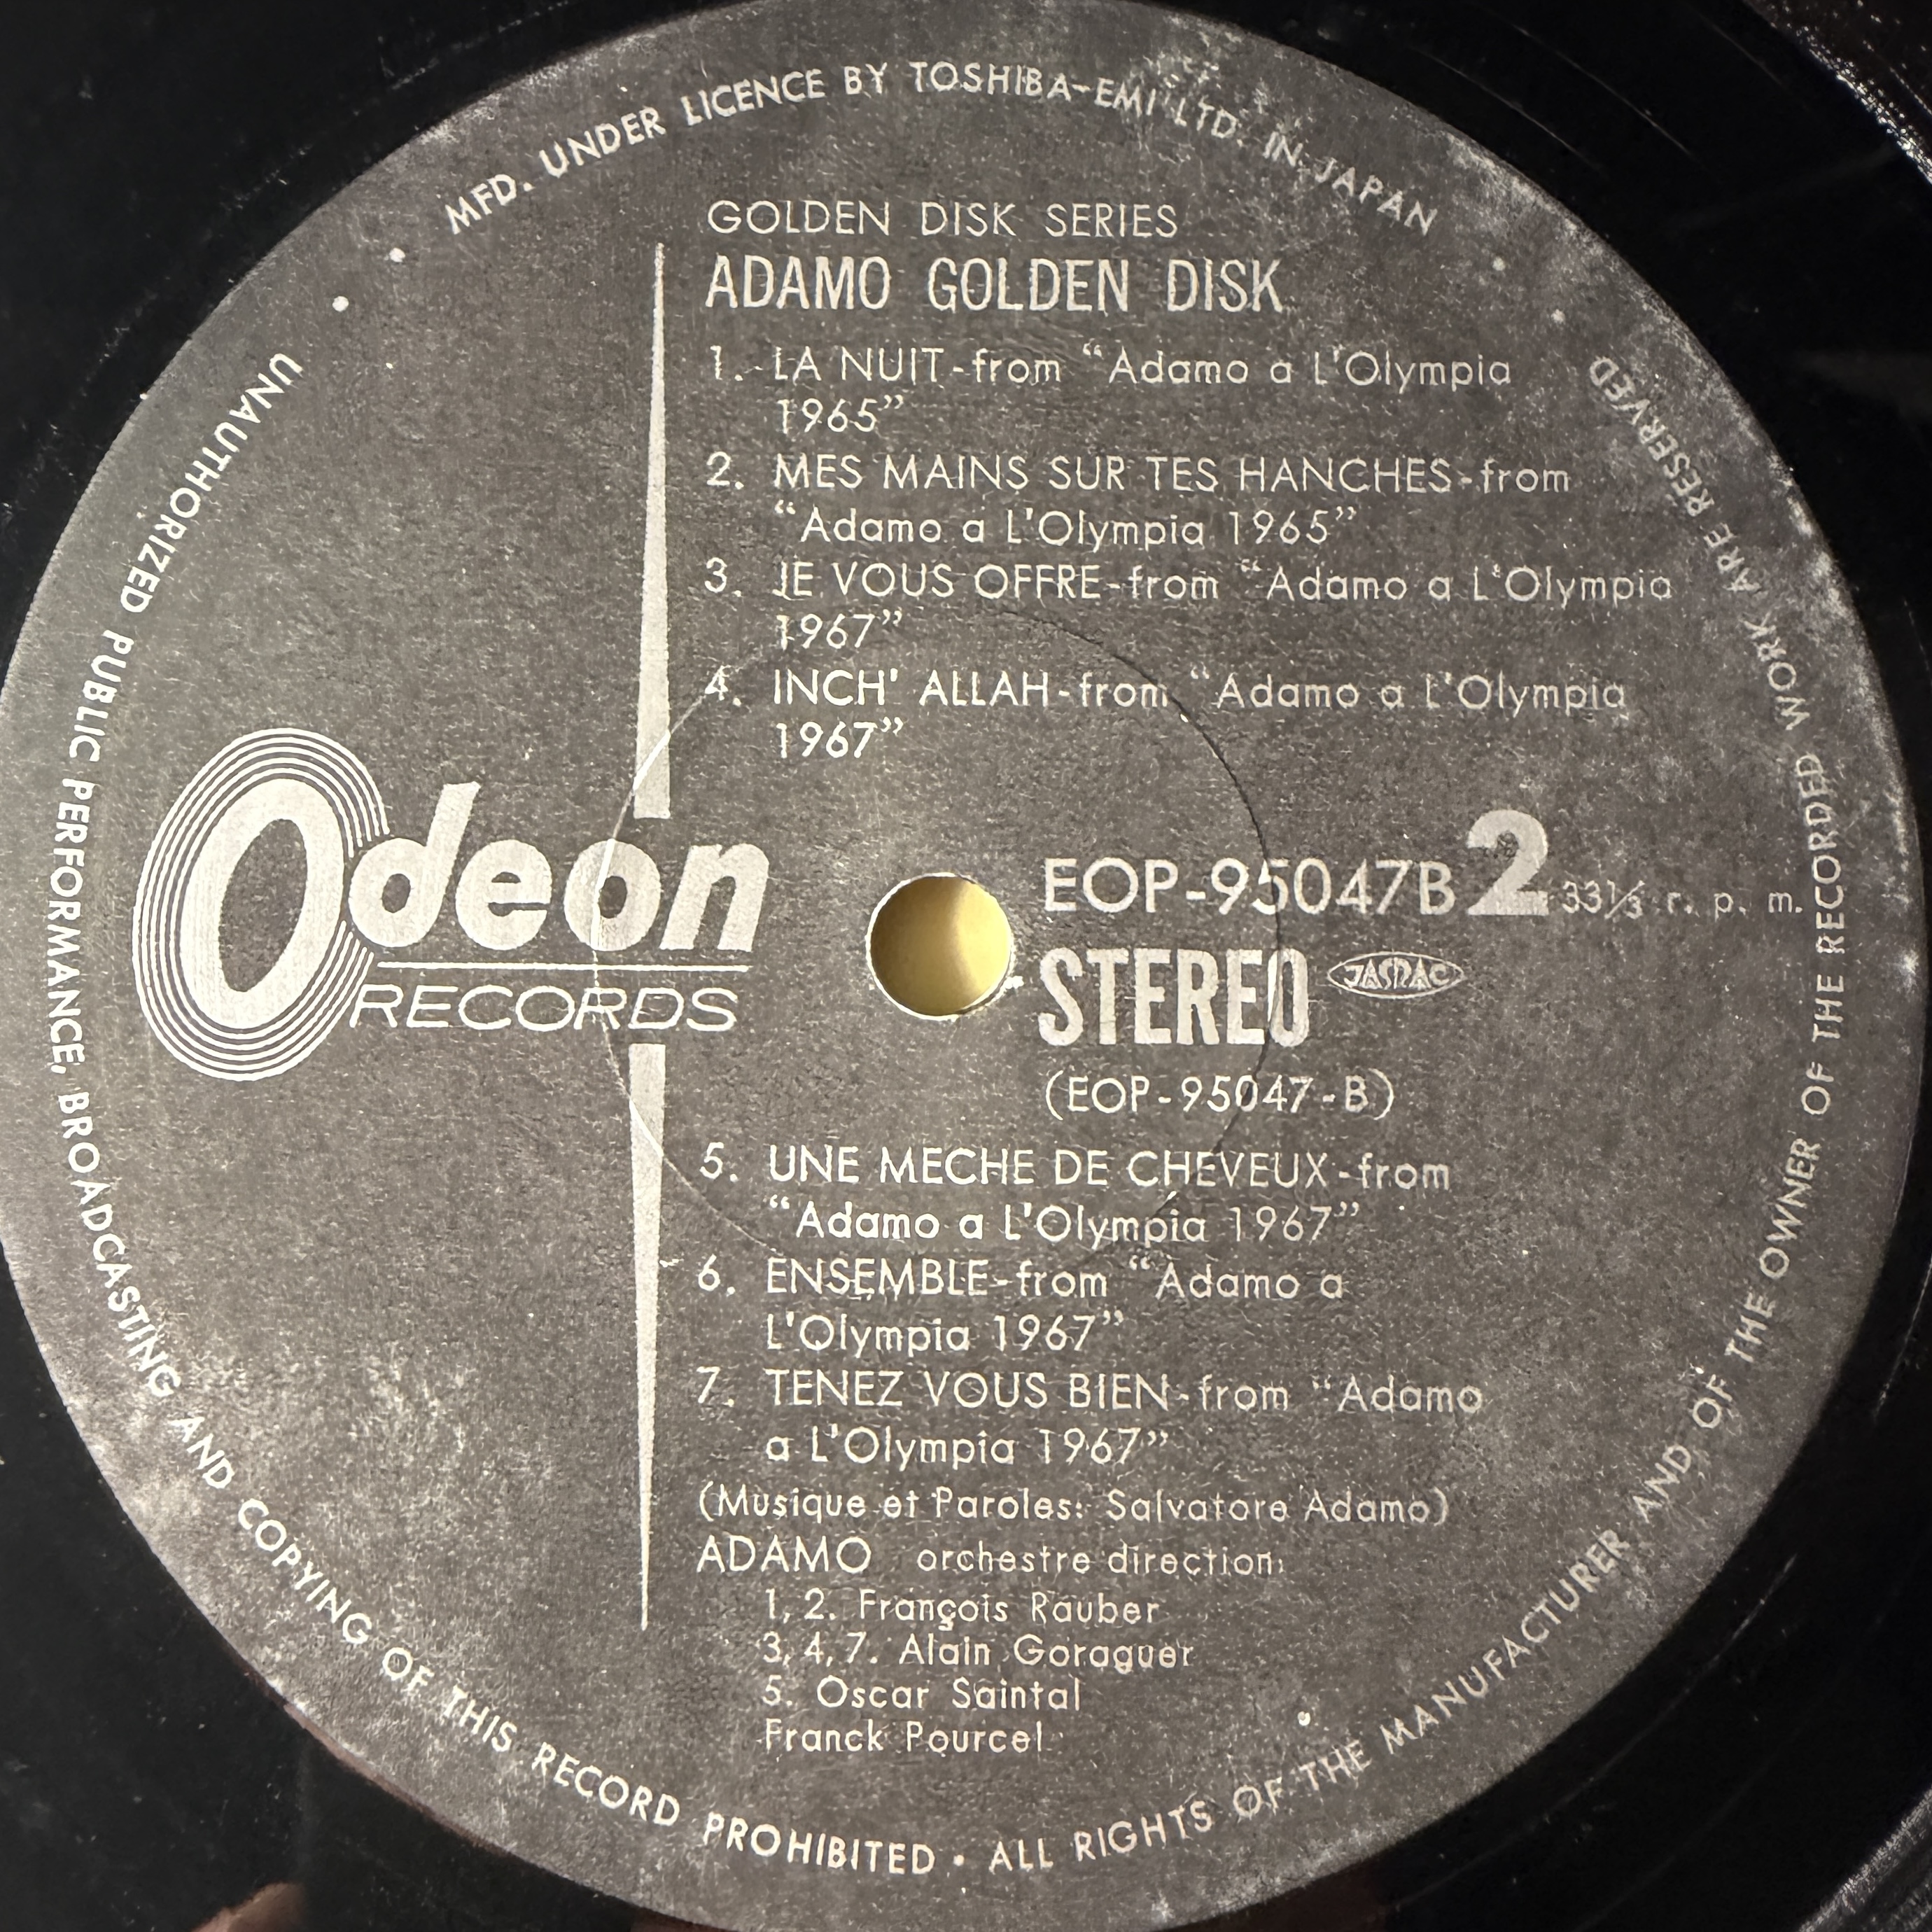 MFD. UNDER LICENCE BY TOSHIBA-EMI LTD. IN JAPAN
GOLDEN DISK SERIES
ADAMO GOLDEN DISK
1. LA NUIT-from “Adamo a L'Olympia
1965”
2. MES MAINS SUR TES HANCHES-from
“Adamo a L'Olympia 1965”
3. JE VOUS OFFRE-from “Adamo a L'Olympia
1967”
4. INCH' ALLAH-from “Adamo a L'Olympia
1967”
Odeon
RECORDS
EOP-95047B 2 33⅓ r. p. m.
STEREO JASRAC
(EOP-95047-B)
5. UNE MECHE DE CHEVEUX-from
“Adamo a L'Olympia 1967”
6. ENSEMBLE-from “Adamo a
L'Olympia 1967”
7. TENEZ VOUS BIEN-from “Adamo
a L'Olympia 1967”
(Musique et Paroles: Salvatore Adamo)
ADAMO orchestre direction
1, 2. François Rauber
3, 4, 7. Alain Goraguer
5. Oscar Saintal
Franck Pourcel
UNAUTHORIZED PUBLIC PERFORMANCE, BROADCASTING AND COPYING OF THIS RECORD PROHIBITED • ALL RIGHTS OF THE MANUFACTURER AND OF THE OWNER OF THE RECORDED WORK ARE RESERVED